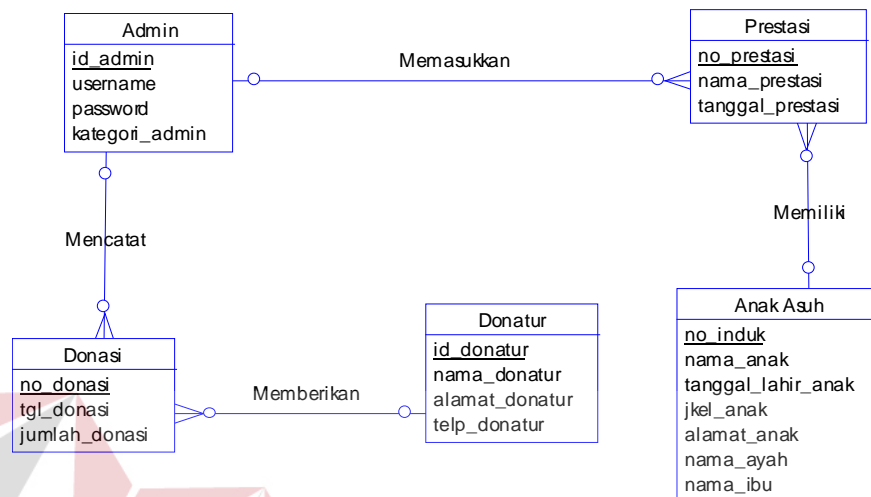 Admin
id_admin
username
password
kategori_admin
Memasukkan
Prestasi
no_prestasi
nama_prestasi
tanggal_prestasi
Mencatat
Memiliki
Donasi
no_donasi
tgl_donasi
jumlah_donasi
Memberikan
Donatur
id_donatur
nama_donatur
alamat_donatur
telp_donatur
Anak Asuh
no_induk
nama_anak
tanggal_lahir_anak
jkel_anak
alamat_anak
nama_ayah
nama_ibu